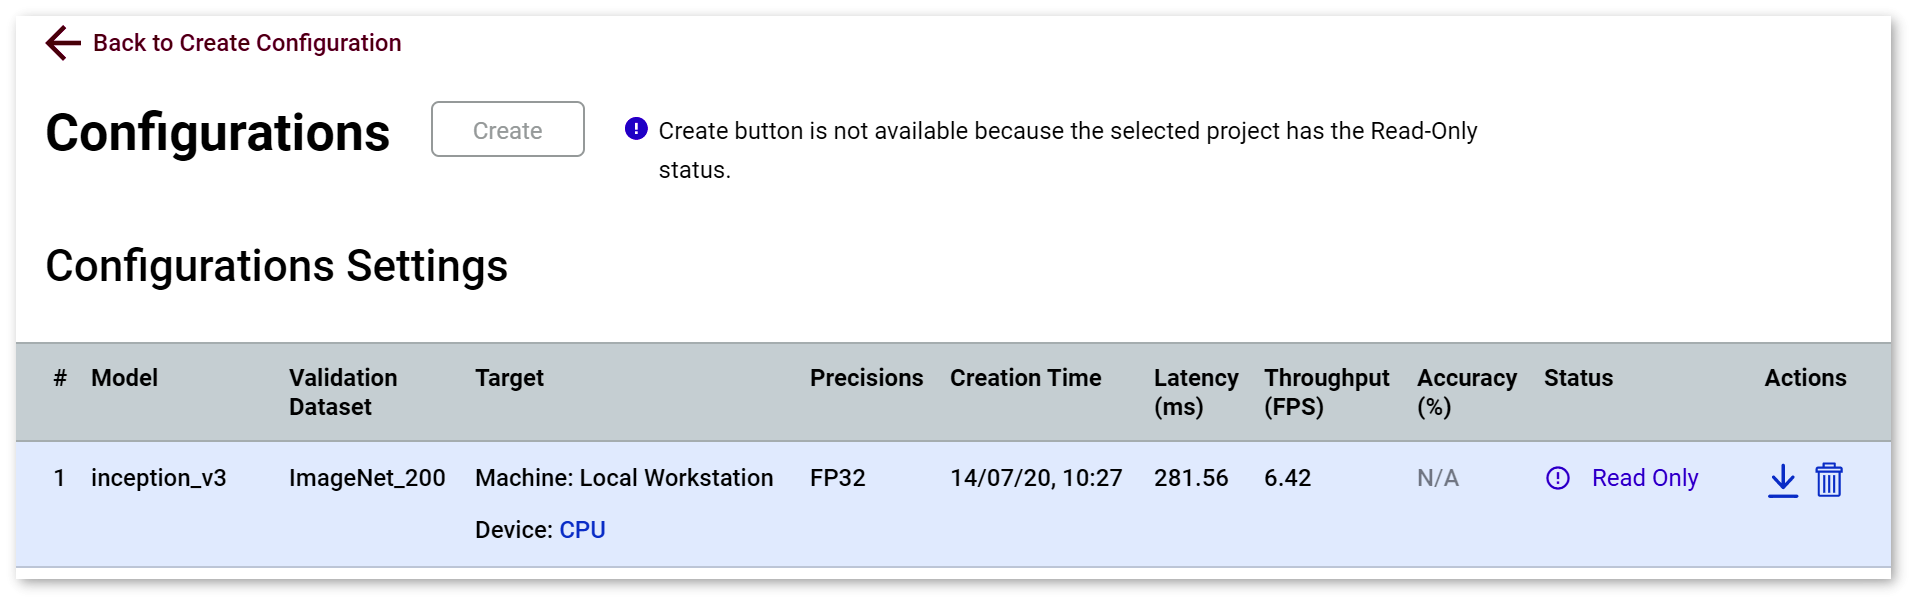 Back to Create Configuration
Configurations
Create
Create button is not available because the selected project has the Read-Only
status.
Configurations Settings
# Model Validation Target Precisions Creation Time Latency Throughput Accuracy Status Actions
Dataset (ms) (FPS) (%)
1 inception_v3 ImageNet_200 Machine: Local Workstation FP32 14/07/20, 10:27 281.56 6.42 N/A Read Only
Device: CPU